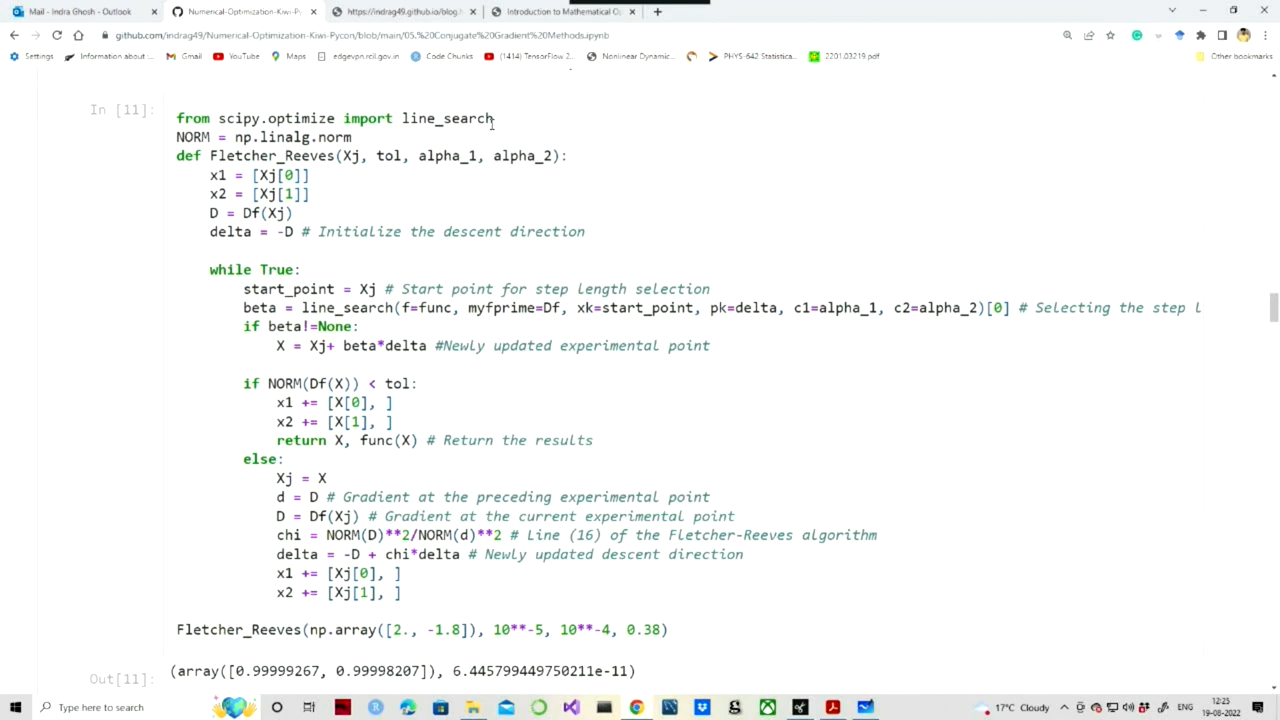 Mail - Indra Ghosh - Outlook
Numerical-Optimization-Kiwi-P
https://indrag49.github.io/blog.h
Introduction to Mathematical Op
github.com/indrag49/Numerical-Optimization-Kiwi-Pycon/blob/main/05.%20Conjugate%20Gradient%20Methods.ipynb
Settings
Information about ...
Gmail
YouTube
Maps
edgevpn.rcil.gov.in
Code Chunks
(1414) TensorFlow 2...
Nonlinear Dynamic...
PHYS-642 Statistica...
2201.03219.pdf
Other bookmarks
In [11]:
from scipy.optimize import line_search
NORM = np.linalg.norm
def Fletcher_Reeves(Xj, tol, alpha_1, alpha_2):
x1 = [Xj[0]]
x2 = [Xj[1]]
D = Df(Xj)
delta = -D # Initialize the descent direction
while True:
start_point = Xj # Start point for step length selection
beta = line_search(f=func, myfprime=Df, xk=start_point, pk=delta, c1=alpha_1, c2=alpha_2)[0] # Selecting the step l
if beta!=None:
X = Xj+ beta*delta #Newly updated experimental point
if NORM(Df(X)) < tol:
x1 += [X[0], ]
x2 += [X[1], ]
return X, func(X) # Return the results
else:
Xj = X
d = D # Gradient at the preceding experimental point
D = Df(Xj) # Gradient at the current experimental point
chi = NORM(D)**2/NORM(d)**2 # Line (16) of the Fletcher-Reeves algorithm
delta = -D + chi*delta # Newly updated descent direction
x1 += [Xj[0], ]
x2 += [Xj[1], ]
Fletcher_Reeves(np.array([2., -1.8]), 10**-5, 10**-4, 0.38)
Out[11]:
(array([0.99999267, 0.99998207]), 6.445799449750211e-11)
Type here to search
17°C Cloudy
ENG
12:25
19-08-2022